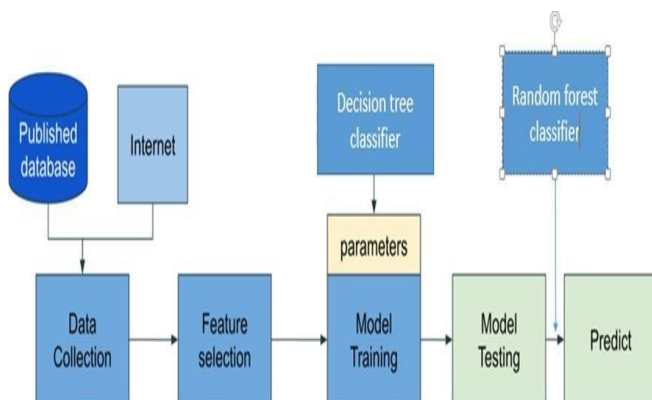 Published
database
Internet
Decision tree
classifier
Random forest
classifier
parameters
Data
Collection
Feature
selection
Model
Training
Model
Testing
Predict